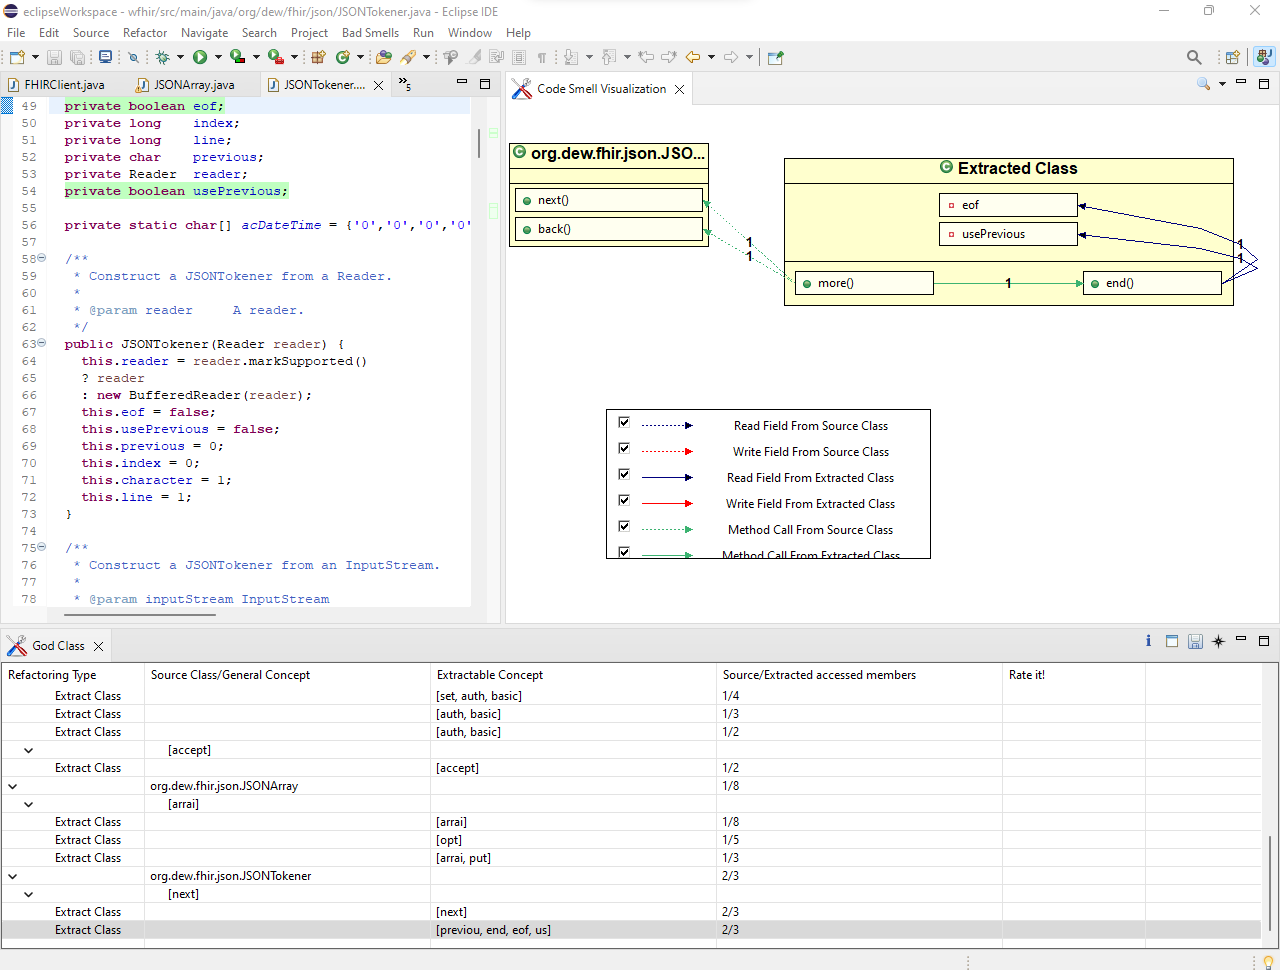 eclipseWorkspace - wfhir/src/main/java/org/dew/fhir/json/JSONTokener.java - Eclipse IDE
File Edit Source Refactor Navigate Search Project Bad Smells Run Window Help
FHIRClient.java JSONArray.java JSONTokener.... »5
49 private boolean eof;
50 private long index;
51 private long line;
52 private char previous;
53 private Reader reader;
54 private boolean usePrevious;
55
56 private static char[] acDateTime = {'0','0','0','0'
57
58 /**
59 * Construct a JSONTokener from a Reader.
60 *
61 * @param reader A reader.
62 */
63 public JSONTokener(Reader reader) {
64 this.reader = reader.markSupported()
65 ? reader
66 : new BufferedReader(reader);
67 this.eof = false;
68 this.usePrevious = false;
69 this.previous = 0;
70 this.index = 0;
71 this.character = 1;
72 this.line = 1;
73 }
74
75 /**
76 * Construct a JSONTokener from an InputStream.
77 *
78 * @param inputStream InputStream
Code Smell Visualization
org.dew.fhir.json.JSO...
next()
back()
Extracted Class
eof
usePrevious
more()
end()
1
1
1
1
1
Read Field From Source Class
Write Field From Source Class
Read Field From Extracted Class
Write Field From Extracted Class
Method Call From Source Class
Method Call From Extracted Class
God Class
Refactoring Type Source Class/General Concept Extractable Concept Source/Extracted accessed members Rate it!
Extract Class [set, auth, basic] 1/4
Extract Class [auth, basic] 1/3
Extract Class [auth, basic] 1/2
[accept]
Extract Class [accept] 1/2
org.dew.fhir.json.JSONArray 1/8
[arrai]
Extract Class [arrai] 1/8
Extract Class [opt] 1/5
Extract Class [arrai, put] 1/3
org.dew.fhir.json.JSONTokener 2/3
[next]
Extract Class [next] 2/3
Extract Class [previou, end, eof, us] 2/3